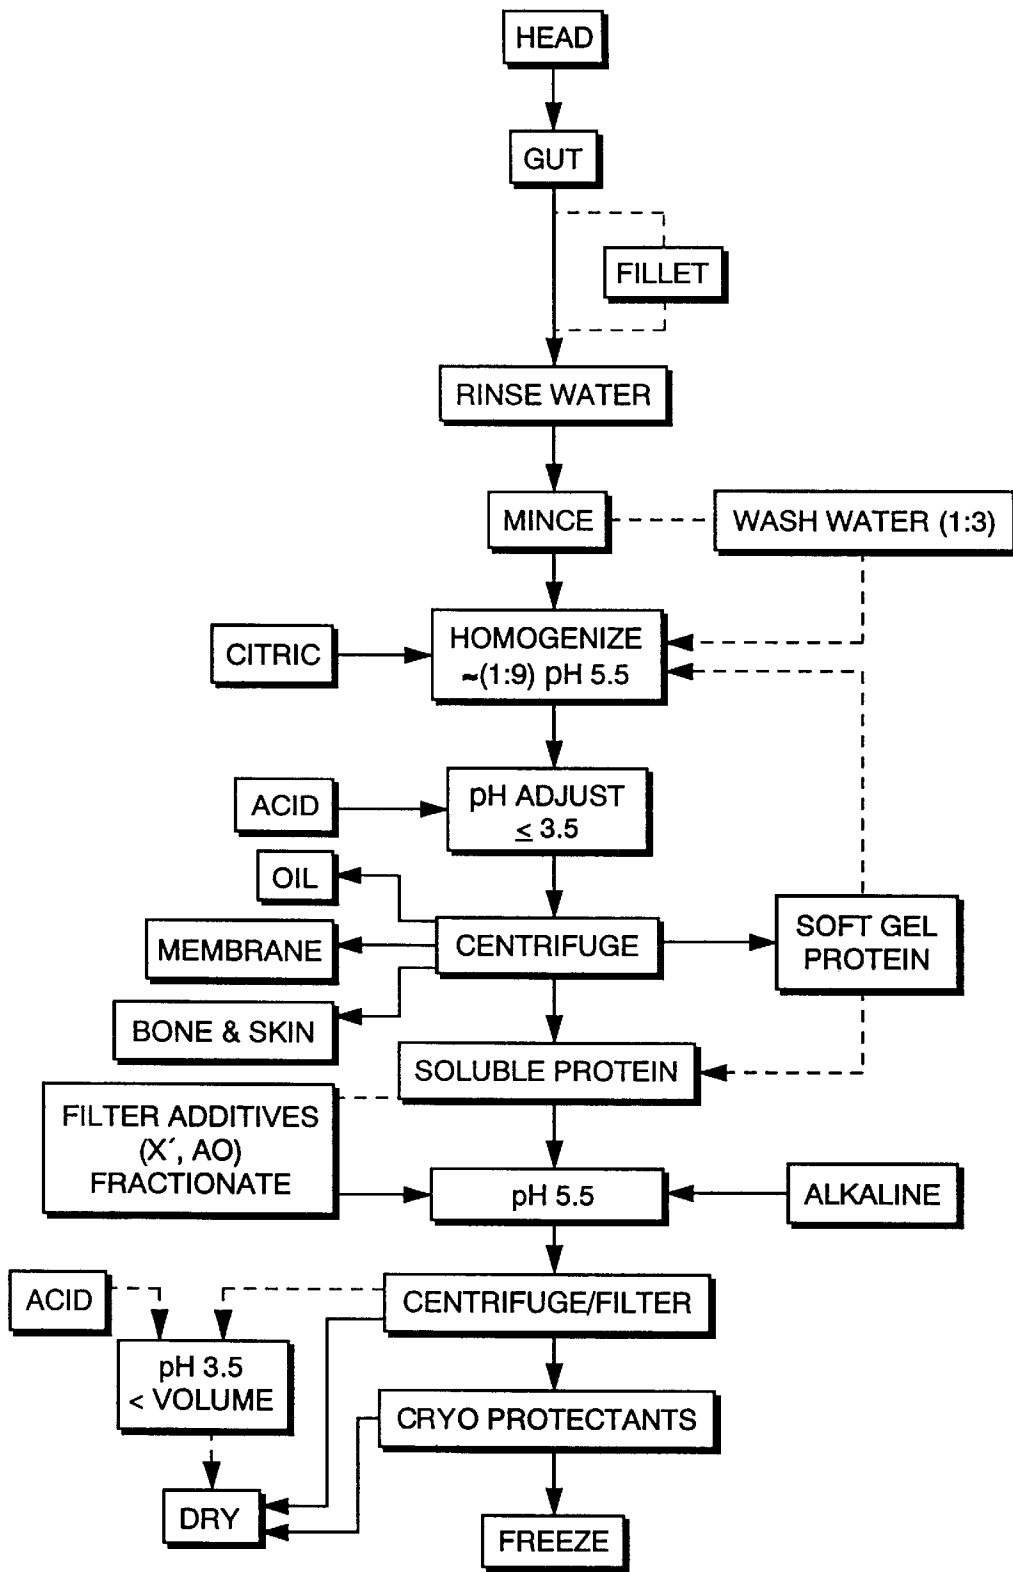 HEAD
GUT
FILLET
RINSE WATER
MINCE
WASH WATER (1:3)
CITRIC
HOMOGENIZE
≈(1:9) pH 5.5
ACID
pH ADJUST
≤ 3.5
OIL
MEMBRANE
CENTRIFUGE
SOFT GEL
PROTEIN
BONE & SKIN
SOLUBLE PROTEIN
FILTER ADDITIVES
(X´, AO)
FRACTIONATE
pH 5.5
ALKALINE
ACID
CENTRIFUGE/FILTER
pH 3.5
< VOLUME
CRYO PROTECTANTS
DRY
FREEZE